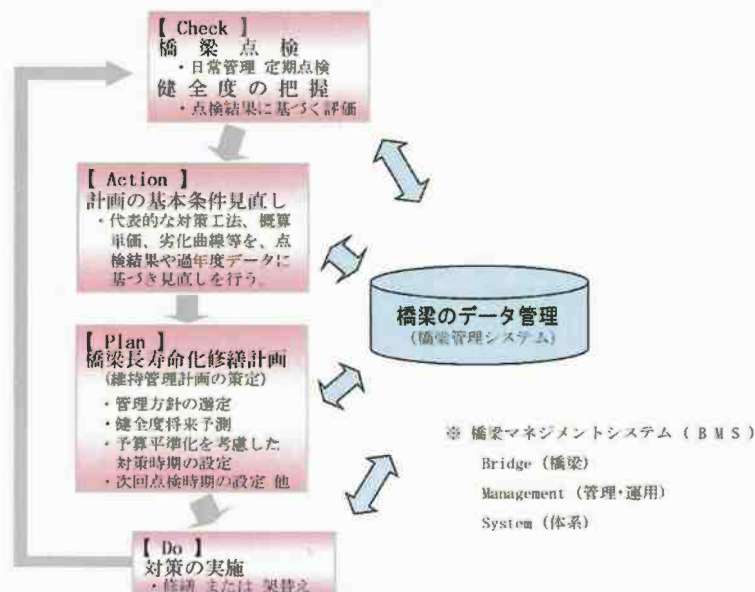 【 Check 】
橋 梁 点 検
・日常管理 定期点検
健 全 度 の 把 握
・点検結果に基づく評価
【 Action 】
計画の基本条件見直し
・代表的な対策工法、概算
単価、劣化曲線等を、点
検結果や過年度データに
基づき見直しを行う。
【 Plan 】
橋梁長寿命化修繕計画
(維持管理計画の策定)
・管理方針の選定
・健全度将来予測
・予算平準化を考慮した
対策時期の設定
・次回点検時期の設定 他
【 Do 】
対策の実施
・修繕 または 架替え
橋梁のデータ管理
(橋梁管理システム)
※ 橋梁マネジメントシステム ( B M S )
Bridge (橋梁)
Management (管理・運用)
System (体系)